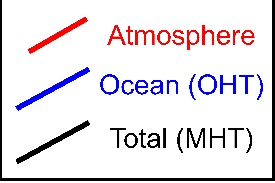 Atmosphere
Ocean (OHT)
Total (MHT)